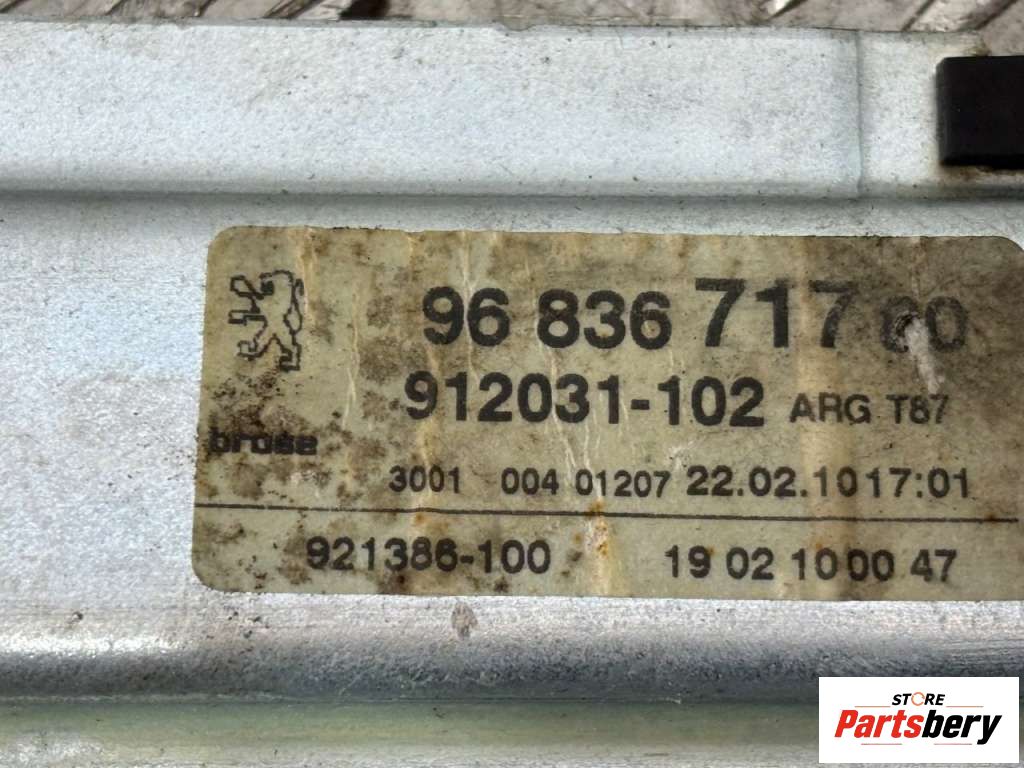 96 836 717 80
912031-102 ARG T87
brose
3001 004 01207 22.02.10 17:01
921386-100 19 02 10 00 47
STORE
Partsbery